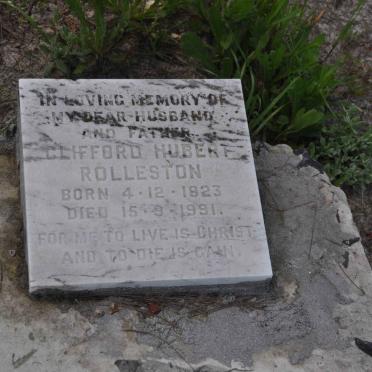 IN LOVING MEMORY OF
MY DEAR HUSBAND
AND FATHER
CLIFFORD HUBERT
ROLLESTON
BORN 4-12-1923
DIED 15-9-1991.
FOR ME TO LIVE IS CHRIST
AND TO DIE IS GAIN.